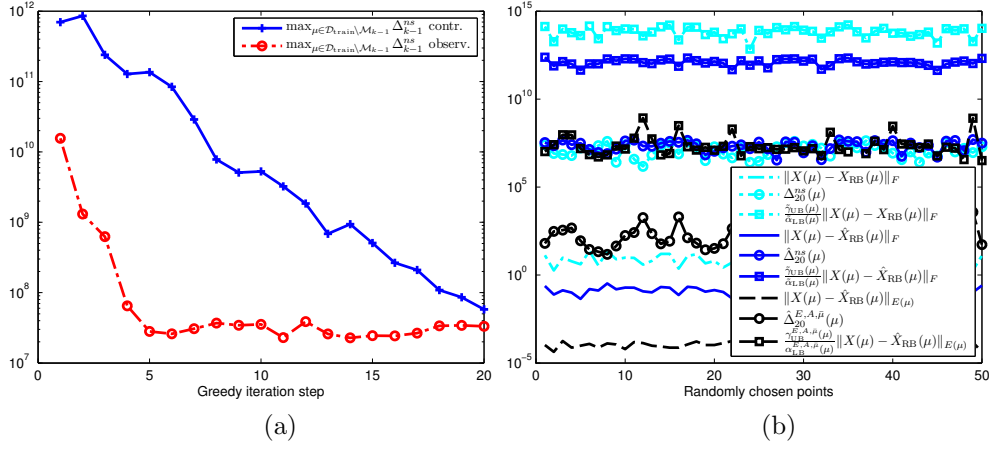 10^12
10^11
10^10
10^9
10^8
10^7
0 5 10 15 20
Greedy iteration step
max_{μ∈𝒟_train\ℳ_{k−1}} Δ^{ns}_{k−1} contr.
max_{μ∈𝒟_train\ℳ_{k−1}} Δ^{ns}_{k−1} observ.
(a)
10^15
10^10
10^5
10^0
10^−5
0 10 20 30 40 50
Randomly chosen points
‖X(μ) − X_RB(μ)‖_F
Δ^{ns}_{20}(μ)
γ̃_UB(μ)/α̃_LB(μ) ‖X(μ) − X_RB(μ)‖_F
‖X(μ) − X̂_RB(μ)‖_F
Δ̂^{ns}_{20}(μ)
γ̃_UB(μ)/α̃_LB(μ) ‖X(μ) − X̂_RB(μ)‖_F
‖X(μ) − X̂_RB(μ)‖_{E(μ)}
Δ̂^{E,A,μ̄}_{20}(μ)
γ^{E,A,μ̄}_UB(μ)/α^{E,A,μ̄}_LB(μ) ‖X(μ) − X̂_RB(μ)‖_{E(μ)}
(b)